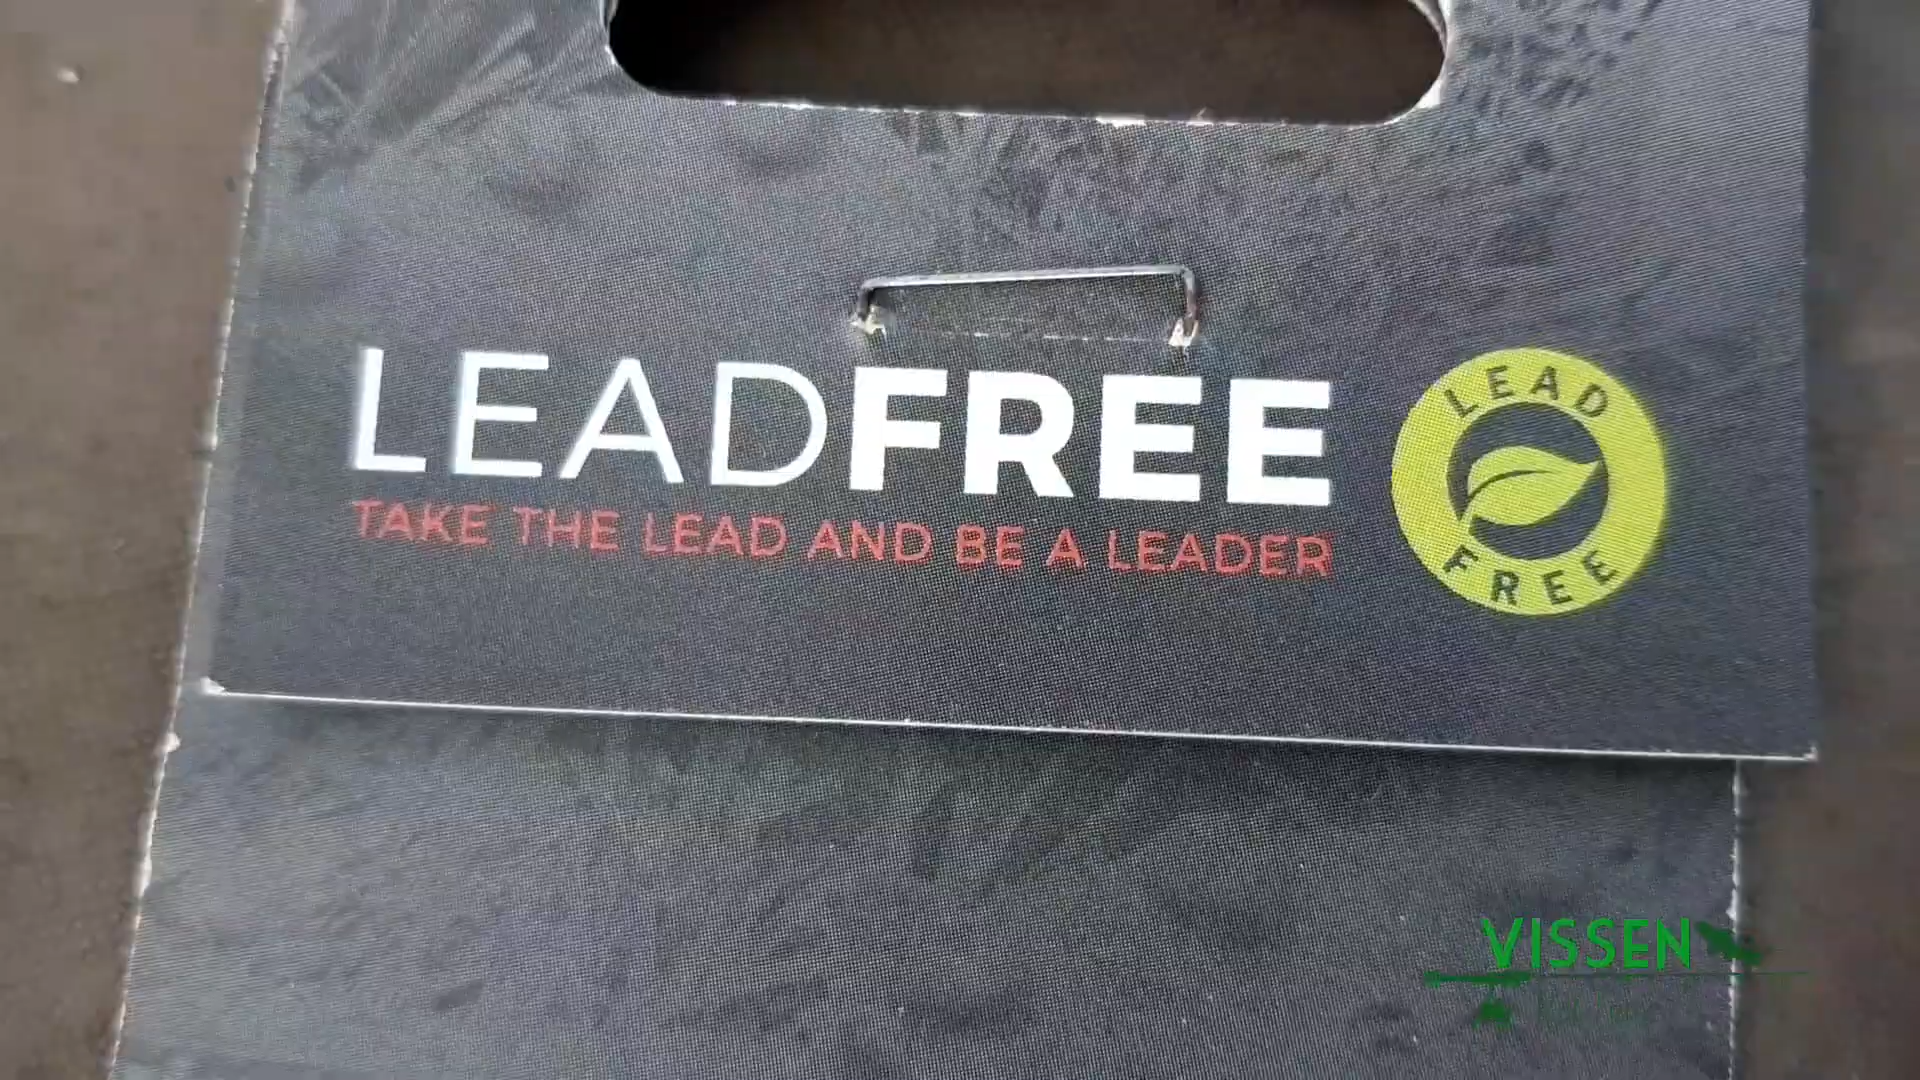 LEADFREE
TAKE THE LEAD AND BE A LEADER
LEAD
FREE
VISSEN